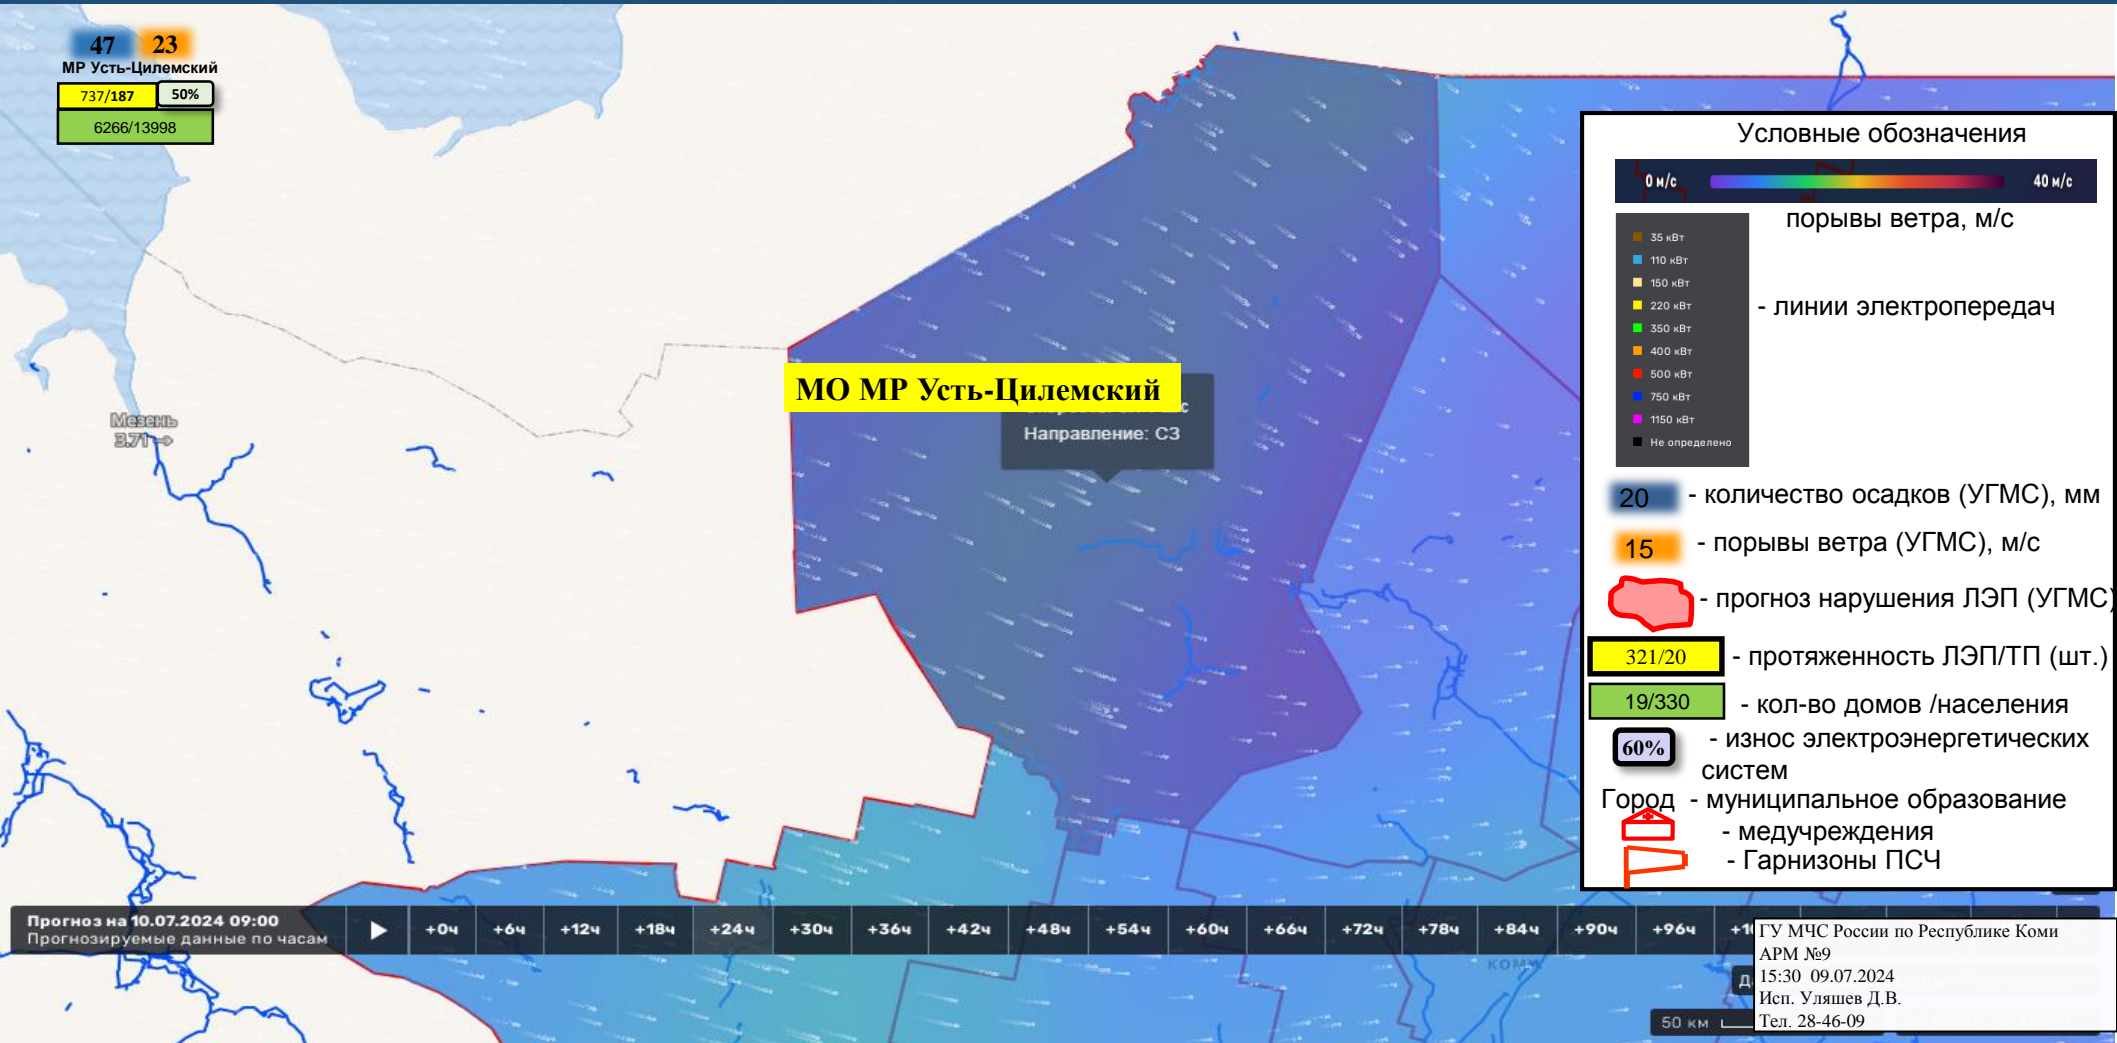 47 23
МР Усть-Цилемский
737/187 50%
6266/13998
Мезень
3.71
МО МР Усть-Цилемский
Направление: СЗ
Условные обозначения
0 м/с 40 м/с
порывы ветра, м/с
35 кВт
110 кВт
150 кВт
220 кВт
350 кВт
400 кВт
500 кВт
750 кВт
1150 кВт
Не определено
- линии электропередач
20 - количество осадков (УГМС), мм
15 - порывы ветра (УГМС), м/с
- прогноз нарушения ЛЭП (УГМС)
321/20 - протяженность ЛЭП/ТП (шт.)
19/330 - кол-во домов /населения
60% - износ электроэнергетических
систем
Город - муниципальное образование
- медучреждения
- Гарнизоны ПСЧ
Прогноз на 10.07.2024 09:00
Прогнозируемые данные по часам
+0ч +6ч +12ч +18ч +24ч +30ч +36ч +42ч +48ч +54ч +60ч +66ч +72ч +78ч +84ч +90ч +96ч
КОМИ
50 км
ГУ МЧС России по Республике Коми
АРМ №9
15:30 09.07.2024
Исп. Уляшев Д.В.
Тел. 28-46-09